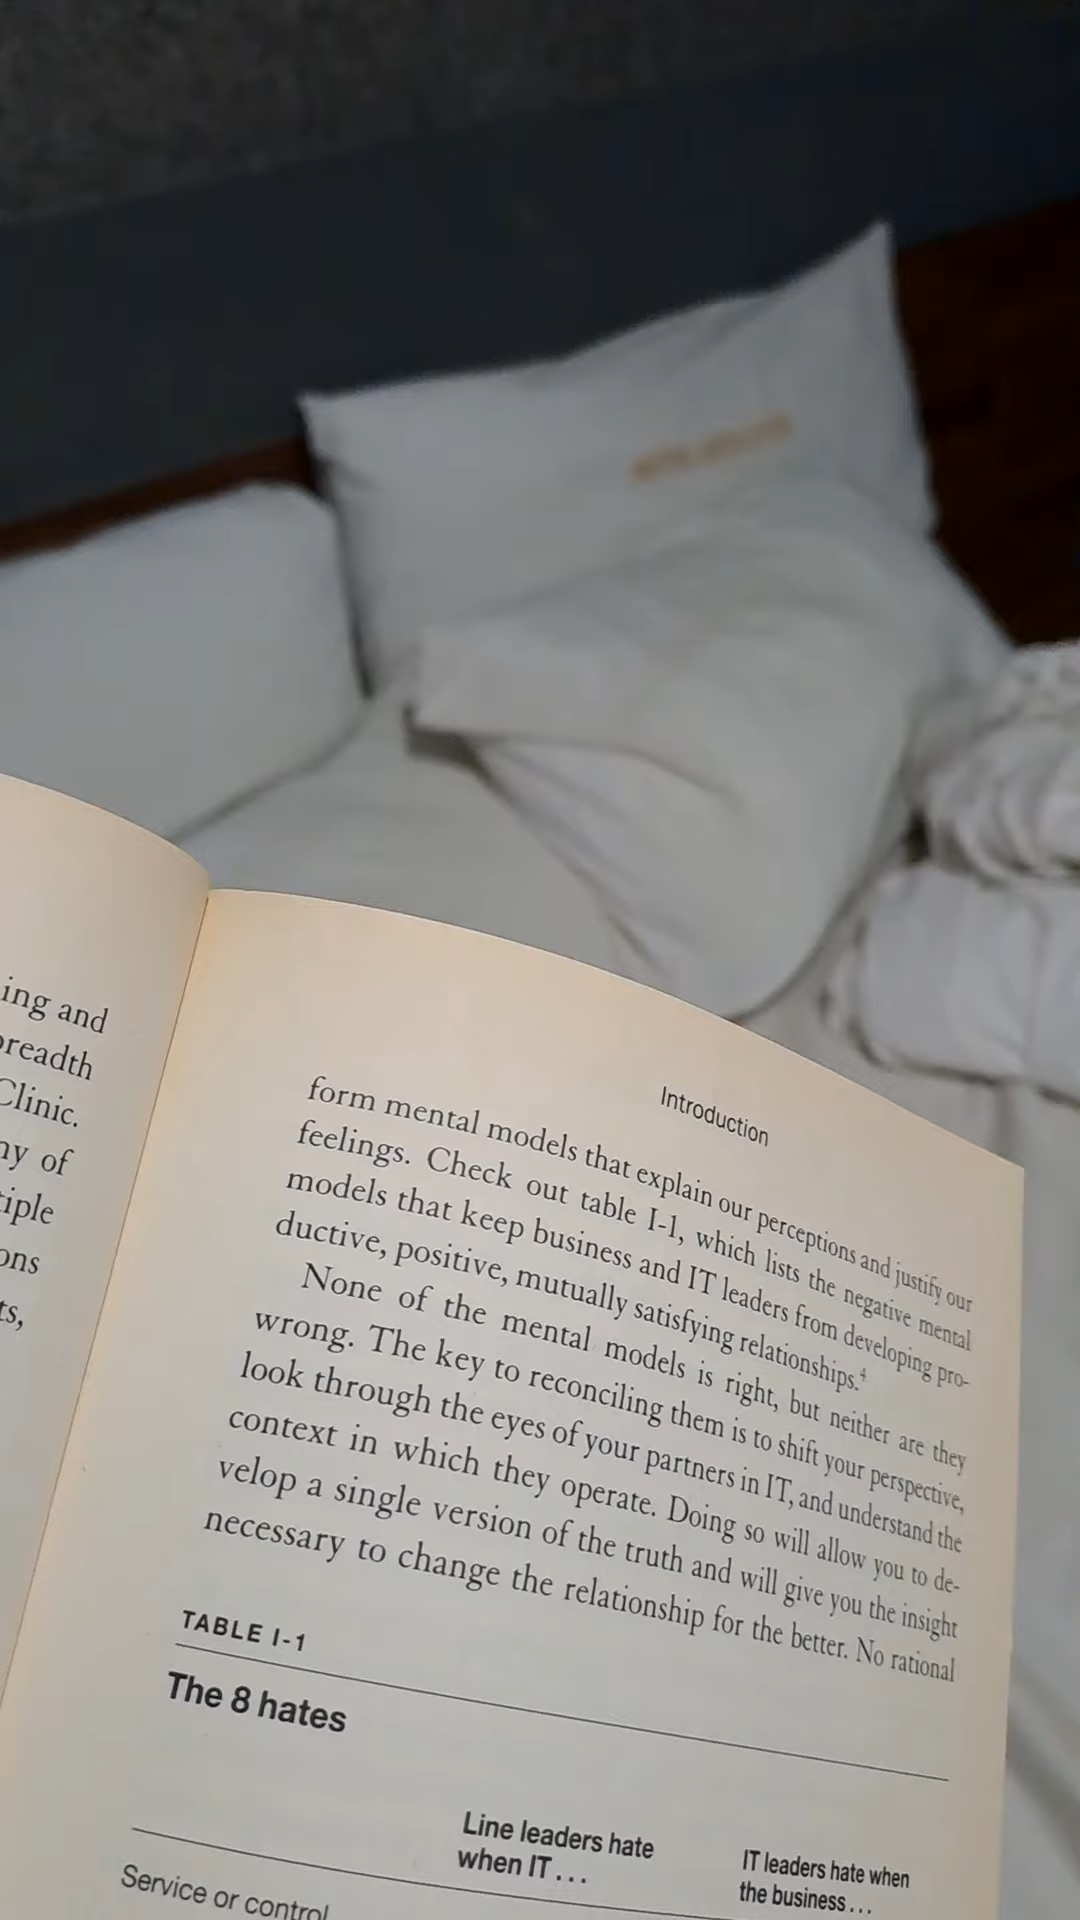 ing and
breadth
Clinic.
ny of
tiple
ons
ts,
Introduction
form mental models that explain our perceptions and justify our
feelings. Check out table I-1, which lists the negative mental
models that keep business and IT leaders from developing pro-
ductive, positive, mutually satisfying relationships.4
None of the mental models is right, but neither are they
wrong. The key to reconciling them is to shift your perspective,
look through the eyes of your partners in IT, and understand the
context in which they operate. Doing so will allow you to de-
velop a single version of the truth and will give you the insight
necessary to change the relationship for the better. No rational
TABLE I-1
The 8 hates
Line leaders hate
when IT . . .
IT leaders hate when
the business . . .
Service or control